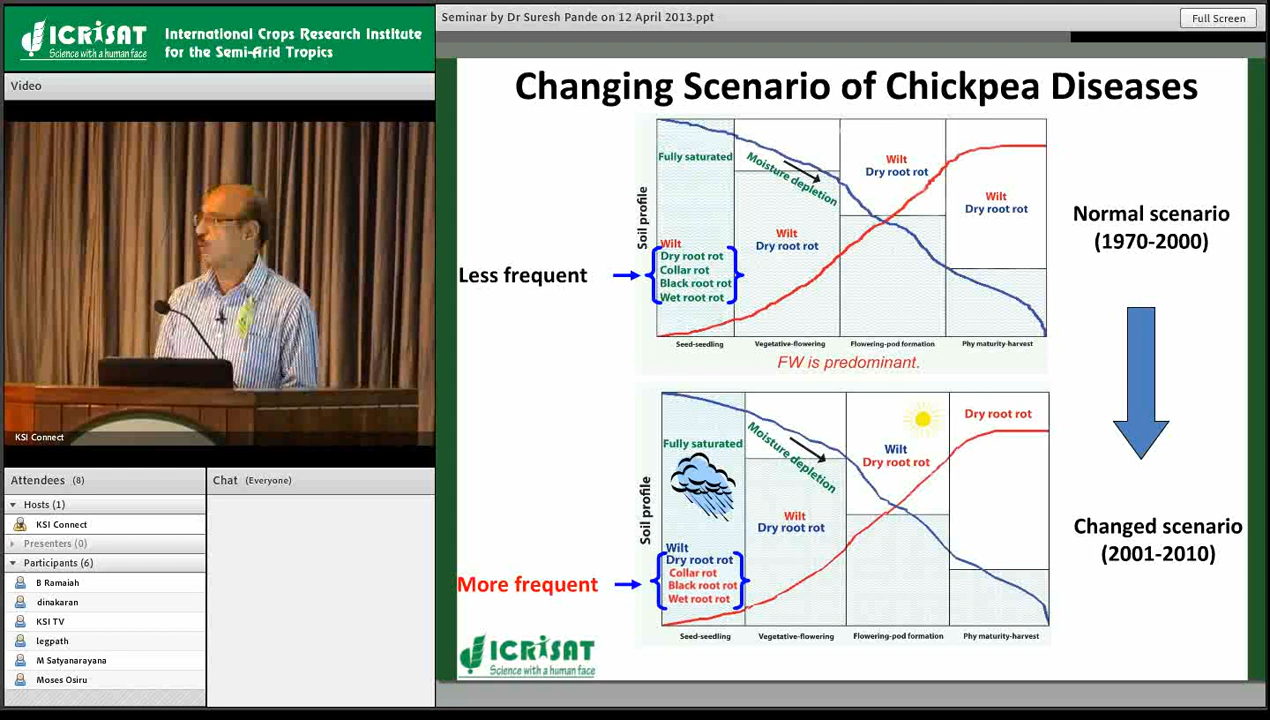 Seminar by Dr Suresh Pande on 12 April 2013.ppt
Full Screen
ICRISAT
Science with a human face
International Crops Research Institute
for the Semi-Arid Tropics
Video
KSI Connect
Attendees (8)
Hosts (1)
KSI Connect
Presenters (0)
Participants (6)
B Ramaiah
dinakaran
KSI TV
legpath
M Satyanarayana
Moses Osiru
Chat (Everyone)
Changing Scenario of Chickpea Diseases
Soil profile
Fully saturated
Moisture depletion
Wilt
Dry root rot
Wilt
Dry root rot
Wilt
Dry root rot
Wilt
Dry root rot
Collar rot
Black root rot
Wet root rot
Less frequent
Seed-seedling
Vegetative-flowering
Flowering-pod formation
Phy maturity-harvest
FW is predominant.
Normal scenario
(1970-2000)
Soil profile
Fully saturated
Moisture depletion
Wilt
Dry root rot
Dry root rot
Wilt
Dry root rot
Wilt
Dry root rot
Collar rot
Black root rot
Wet root rot
More frequent
Seed-seedling
Vegetative-flowering
Flowering-pod formation
Phy maturity-harvest
Changed scenario
(2001-2010)
ICRISAT
Science with a human face